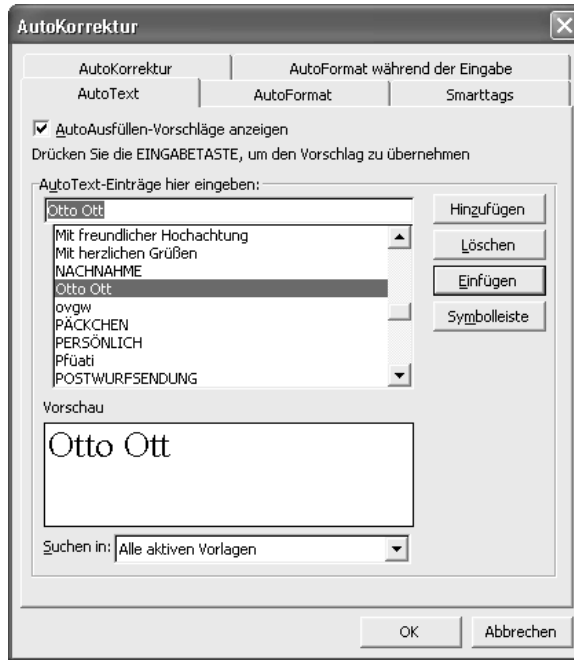 AutoKorrektur
AutoKorrektur
AutoFormat während der Eingabe
AutoText
AutoFormat
Smarttags
AutoAusfüllen-Vorschläge anzeigen
Drücken Sie die EINGABETASTE, um den Vorschlag zu übernehmen
AutoText-Einträge hier eingeben:
Otto Ott
Hinzufügen
Mit freundlicher Hochachtung
Mit herzlichen Grüßen
NACHNAHME
Otto Ott
ovgw
PÄCKCHEN
PERSÖNLICH
Pfüati
POSTWURFSENDUNG
Löschen
Einfügen
Symbolleiste
Vorschau
Otto Ott
Suchen in: Alle aktiven Vorlagen
OK
Abbrechen